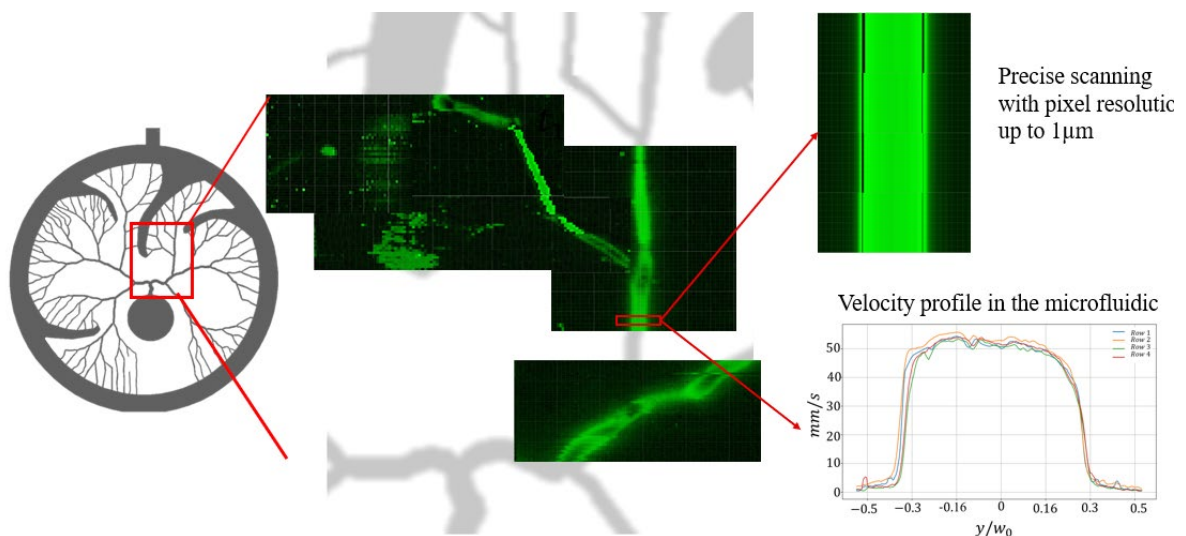 Precise scanning
with pixel resolutic
up to 1μm
Velocity profile in the microfluidic
Row 1
Row 2
Row 3
Row 4
50
40
30
20
10
0
mm/s
−0.5
−0.3
-0.16
0
0.16
0.3
0.5
y/w₀